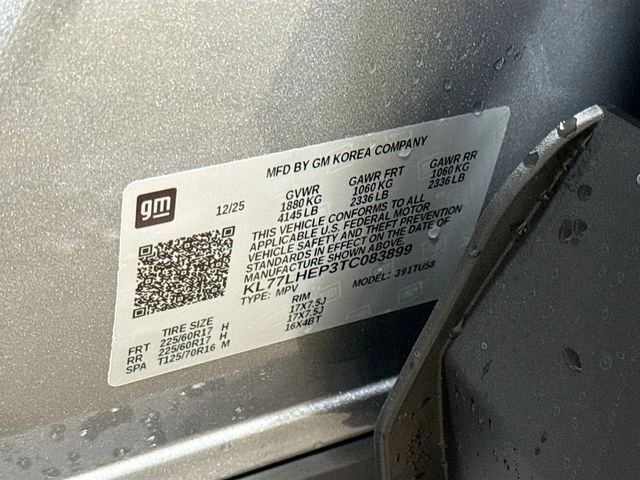 MFD BY GM KOREA COMPANY
gm
12/25
GVWR GAWR FRT GAWR RR
1880 KG 1060 KG 1060 KG
4145 LB 2336 LB 2336 LB
THIS VEHICLE CONFORMS TO ALL
APPLICABLE U.S. FEDERAL MOTOR
VEHICLE SAFETY AND THEFT PREVENTION
STANDARDS IN EFFECT ON THE DATE OF
MANUFACTURE SHOWN ABOVE.
KL77LHEP3TC083899
TYPE: MPV MODEL: 391TU58
TIRE SIZE RIM
FRT 225/60R17 H 17X7.5J
RR 225/60R17 H 17X7.5J
SPA T125/70R16 M 16X4BT